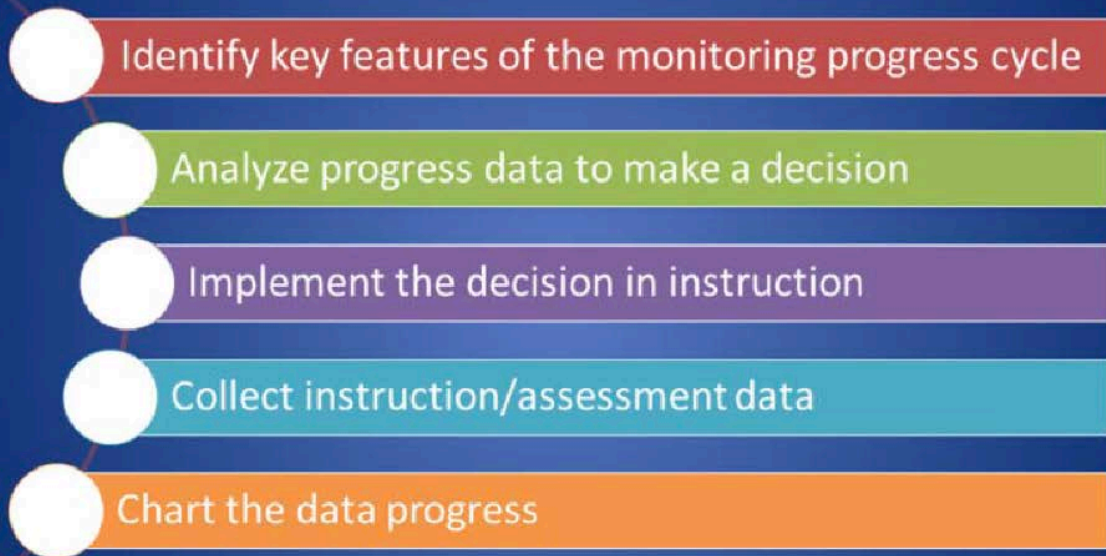 Identify key features of the monitoring progress cycle
Analyze progress data to make a decision
Implement the decision in instruction
Collect instruction/assessment data
Chart the data progress